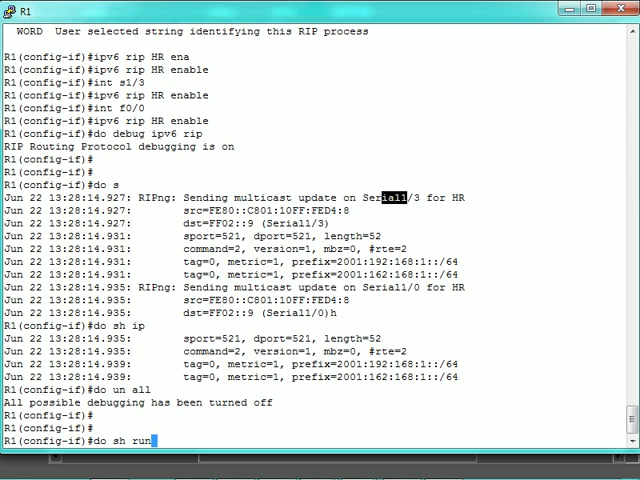 R1
WORD  User selected string identifying this RIP process
R1(config-if)#ipv6 rip HR ena
R1(config-if)#ipv6 rip HR enable
R1(config-if)#int s1/3
R1(config-if)#ipv6 rip HR enable
R1(config-if)#int f0/0
R1(config-if)#ipv6 rip HR enable
R1(config-if)#do debug ipv6 rip
RIP Routing Protocol debugging is on
R1(config-if)#
R1(config-if)#
R1(config-if)#do s
Jun 22 13:28:14.927: RIPng: Sending multicast update on Serial1/3 for HR
Jun 22 13:28:14.927:        src=FE80::C801:10FF:FED4:8
Jun 22 13:28:14.927:        dst=FF02::9 (Serial1/3)
Jun 22 13:28:14.931:        sport=521, dport=521, length=52
Jun 22 13:28:14.931:        command=2, version=1, mbz=0, #rte=2
Jun 22 13:28:14.931:        tag=0, metric=1, prefix=2001:192:168:1::/64
Jun 22 13:28:14.931:        tag=0, metric=1, prefix=2001:162:168:1::/64
Jun 22 13:28:14.935: RIPng: Sending multicast update on Serial1/0 for HR
Jun 22 13:28:14.935:        src=FE80::C801:10FF:FED4:8
Jun 22 13:28:14.935:        dst=FF02::9 (Serial1/0)h
R1(config-if)#do sh ip
Jun 22 13:28:14.935:        sport=521, dport=521, length=52
Jun 22 13:28:14.935:        command=2, version=1, mbz=0, #rte=2
Jun 22 13:28:14.939:        tag=0, metric=1, prefix=2001:192:168:1::/64
Jun 22 13:28:14.939:        tag=0, metric=1, prefix=2001:162:168:1::/64
R1(config-if)#do un all
All possible debugging has been turned off
R1(config-if)#
R1(config-if)#
R1(config-if)#do sh run